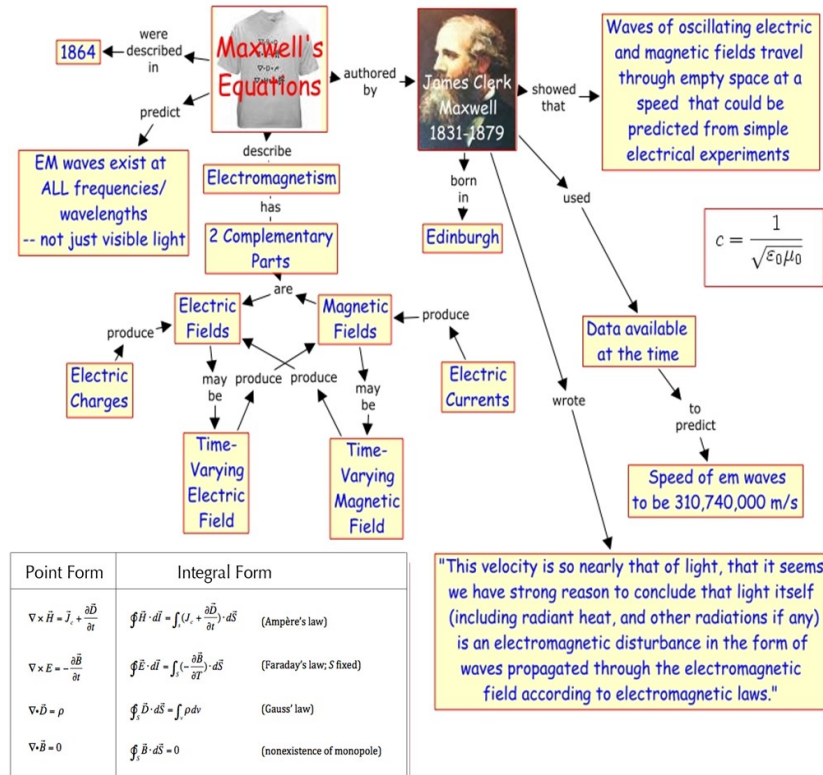 were
described
in
1864
Maxwell's
Equations
authored
by
James Clerk
Maxwell
1831-1879
showed
that
Waves of oscillating electric
and magnetic fields travel
through empty space at a
speed that could be
predicted from simple
electrical experiments
predict
EM waves exist at
ALL frequencies/
wavelengths
-- not just visible light
describe
Electromagnetism
has
2 Complementary
Parts
are
born
in
Edinburgh
used
c = 1/√(ε₀μ₀)
Electric
Fields
Magnetic
Fields
produce
produce
Electric
Charges
may
be
produce
produce
may
be
Electric
Currents
Data available
at the time
wrote
to
predict
Time-
Varying
Electric
Field
Time-
Varying
Magnetic
Field
Speed of em waves
to be 310,740,000 m/s
"This velocity is so nearly that of light, that it seems
we have strong reason to conclude that light itself
(including radiant heat, and other radiations if any)
is an electromagnetic disturbance in the form of
waves propagated through the electromagnetic
field according to electromagnetic laws."
Point Form Integral Form
∇ × H⃗ = J⃗c + ∂D⃗/∂t ∮H⃗ · dl⃗ = ∫s(Jc + ∂D⃗/∂t) · dS⃗ (Ampère's law)
∇ × E = -∂B⃗/∂t ∮E⃗ · dl⃗ = ∫s(-∂B⃗/∂T) · dS⃗ (Faraday's law; S fixed)
∇•D⃗ = ρ ∮s D⃗ · dS⃗ = ∫v ρdv (Gauss' law)
∇•B⃗ = 0 ∮s B⃗ · dS⃗ = 0 (nonexistence of monopole)